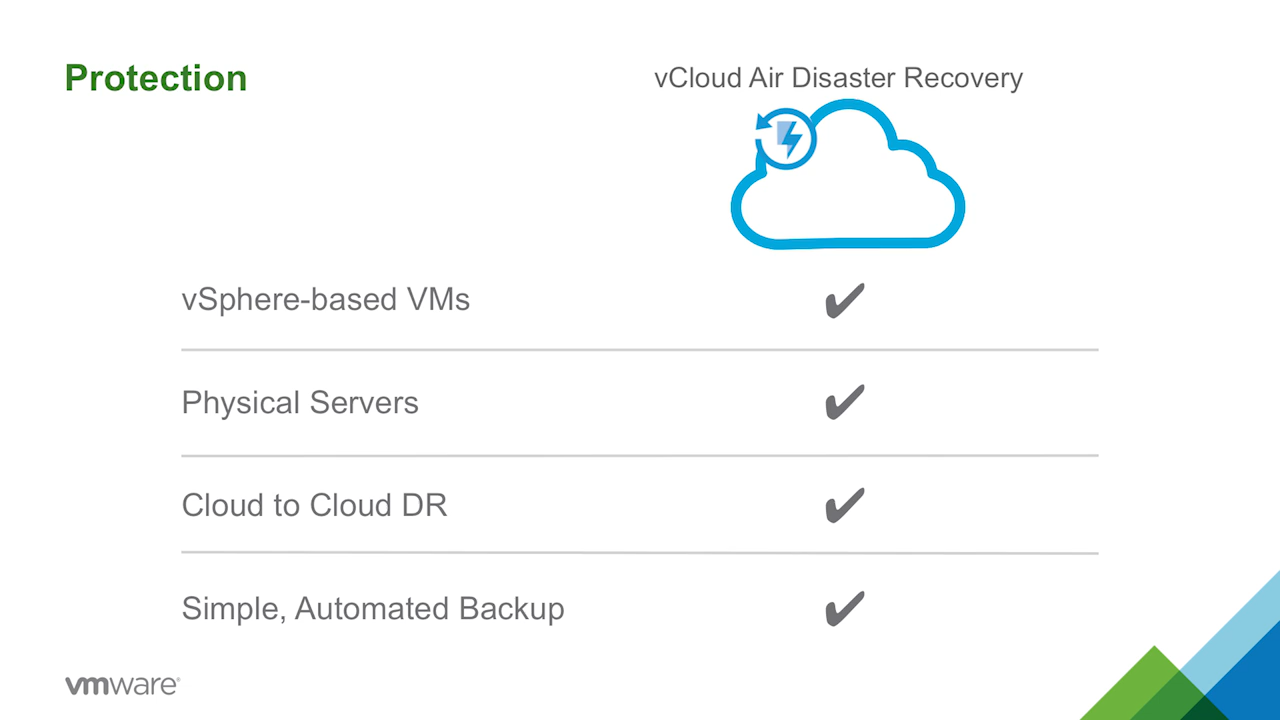 Protection
vCloud Air Disaster Recovery
vSphere-based VMs
Physical Servers
Cloud to Cloud DR
Simple, Automated Backup
vmware®